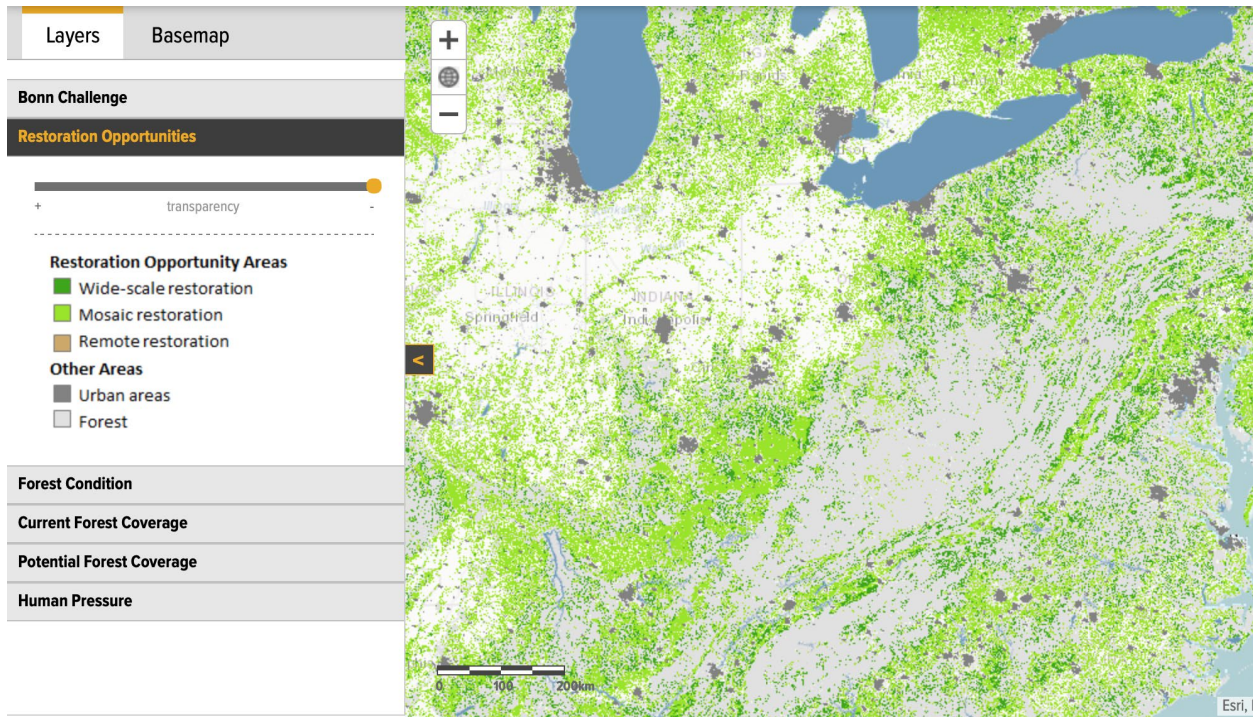 Layers
Basemap
Bonn Challenge
Restoration Opportunities
+
transparency
-
Restoration Opportunity Areas
Wide-scale restoration
Mosaic restoration
Remote restoration
Other Areas
Urban areas
Forest
Forest Condition
Current Forest Coverage
Potential Forest Coverage
Human Pressure
+
−
<
ILLINOIS
Springfield
INDIANA
Indianapolis
0 100 200km
Esri,